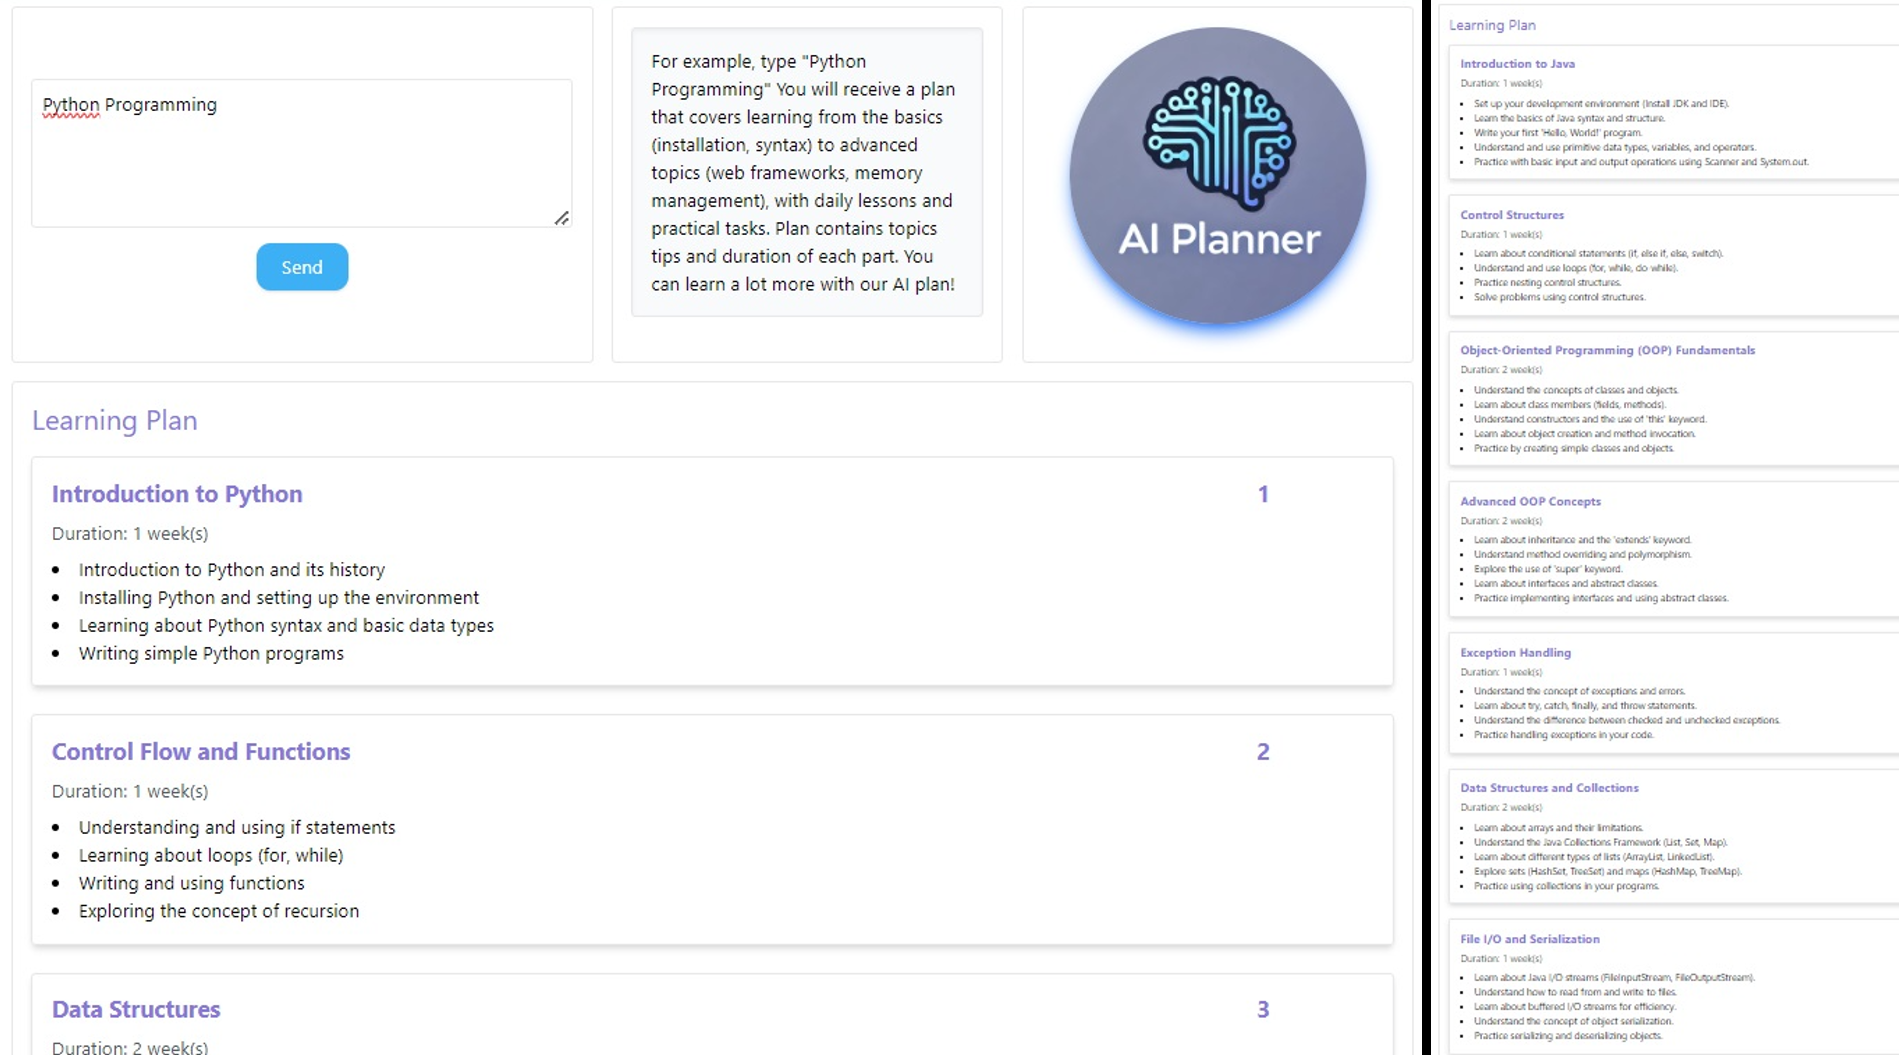 Python Programming
Send
For example, type "Python
Programming" You will receive a plan
that covers learning from the basics
(installation, syntax) to advanced
topics (web frameworks, memory
management), with daily lessons and
practical tasks. Plan contains topics
tips and duration of each part. You
can learn a lot more with our AI plan!
AI Planner
Learning Plan
Introduction to Python 1
Duration: 1 week(s)
• Introduction to Python and its history
• Installing Python and setting up the environment
• Learning about Python syntax and basic data types
• Writing simple Python programs
Control Flow and Functions 2
Duration: 1 week(s)
• Understanding and using if statements
• Learning about loops (for, while)
• Writing and using functions
• Exploring the concept of recursion
Data Structures 3
Duration: 2 week(s)
Learning Plan
Introduction to Java
Duration: 1 week(s)
• Set up your development environment (Install JDK and IDE).
• Learn the basics of Java syntax and structure.
• Write your first 'Hello, World!' program.
• Understand and use primitive data types, variables, and operators.
• Practice with basic input and output operations using Scanner and System.out.
Control Structures
Duration: 1 week(s)
• Learn about conditional statements (if, else if, else, switch).
• Understand and use loops (for, while, do-while).
• Practice nesting control structures.
• Solve problems using control structures.
Object-Oriented Programming (OOP) Fundamentals
Duration: 2 week(s)
• Understand the concepts of classes and objects.
• Learn about class members (fields, methods).
• Understand constructors and the use of 'this' keyword.
• Learn about object creation and method invocation.
• Practice by creating simple classes and objects.
Advanced OOP Concepts
Duration: 2 week(s)
• Learn about inheritance and the 'extends' keyword.
• Understand method overriding and polymorphism.
• Explore the use of 'super' keyword.
• Learn about interfaces and abstract classes.
• Practice implementing interfaces and using abstract classes.
Exception Handling
Duration: 1 week(s)
• Understand the concept of exceptions and errors.
• Learn about try, catch, finally, and throw statements.
• Understand the difference between checked and unchecked exceptions.
• Practice handling exceptions in your code.
Data Structures and Collections
Duration: 2 week(s)
• Learn about arrays and their limitations.
• Understand the Java Collections Framework (List, Set, Map).
• Learn about different types of lists (ArrayList, LinkedList).
• Explore sets (HashSet, TreeSet) and maps (HashMap, TreeMap).
• Practice using collections in your programs.
File I/O and Serialization
Duration: 1 week(s)
• Learn about Java I/O streams (FileInputStream, FileOutputStream).
• Understand how to read from and write to files.
• Learn about buffered I/O streams for efficiency.
• Understand the concept of object serialization.
• Practice serializing and deserializing objects.